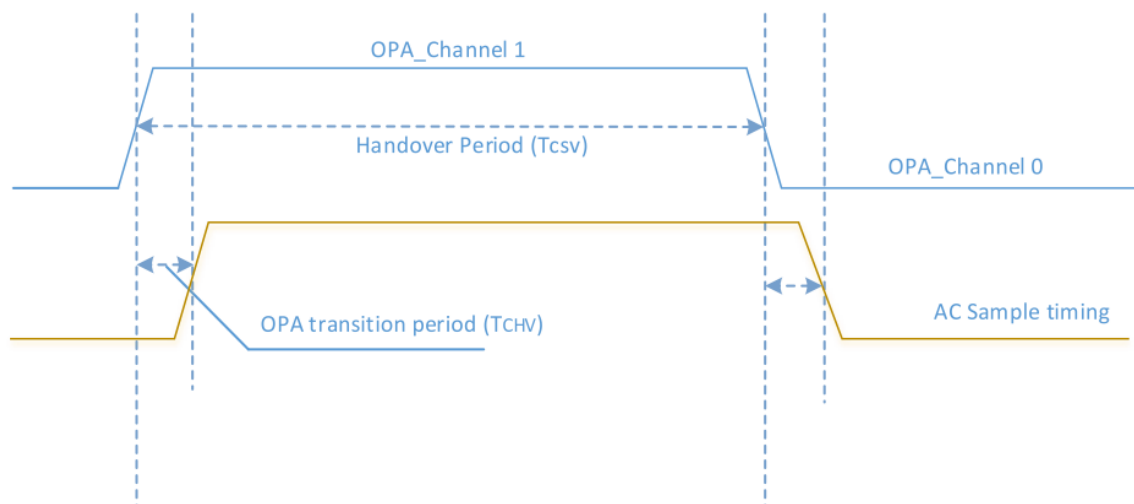 OPA_Channel 1
Handover Period (Tcsv)
OPA_Channel 0
OPA transition period (TCHV)
AC Sample timing